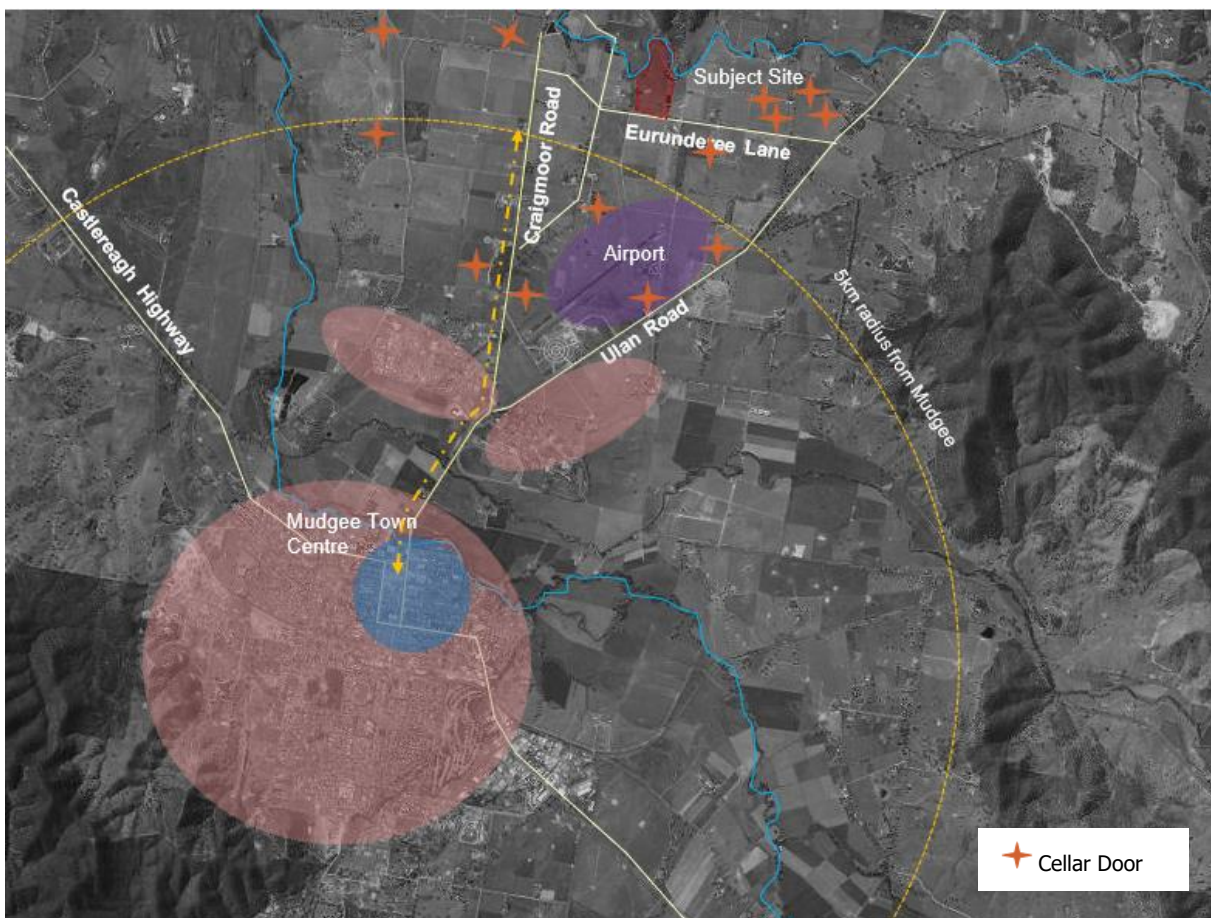 Subject Site
Eurunderee Lane
Craigmoor Road
Castlereagh Highway
Airport
Ulan Road
5km radius from Mudgee
Mudgee Town
Centre
Cellar Door